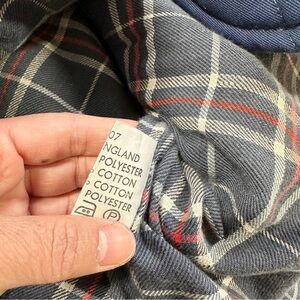 07
NGLAND
POLYESTER
COTTON
COTTON
POLYESTER
P